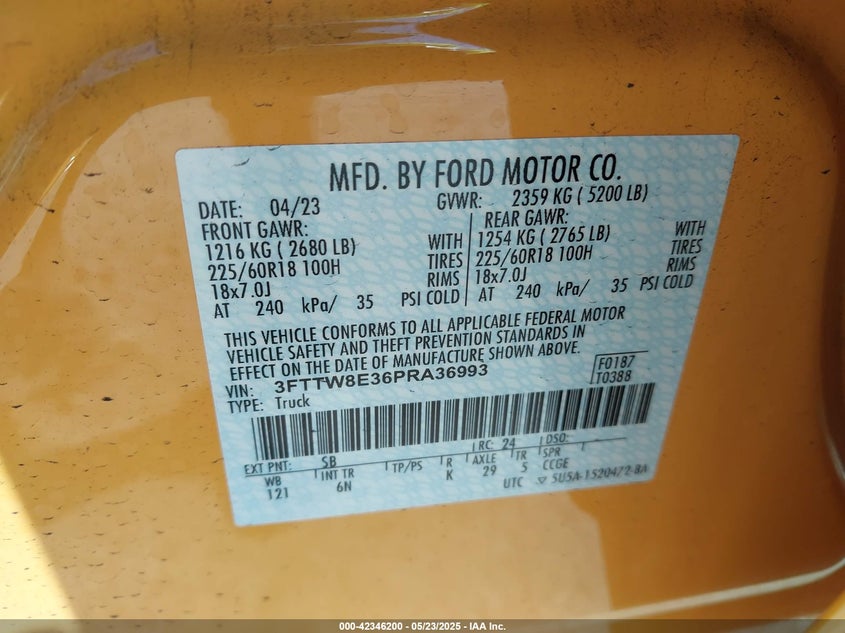 MFD. BY FORD MOTOR CO.
DATE: 04/23 GVWR: 2359 KG ( 5200 LB)
FRONT GAWR: REAR GAWR:
1216 KG ( 2680 LB) WITH 1254 KG ( 2765 LB) WITH
225/60R18 100H TIRES 225/60R18 100H TIRES
18x7.0J RIMS 18x7.0J RIMS
AT 240 kPa/ 35 PSI COLD AT 240 kPa/ 35 PSI COLD
THIS VEHICLE CONFORMS TO ALL APPLICABLE FEDERAL MOTOR
VEHICLE SAFETY AND THEFT PREVENTION STANDARDS IN
EFFECT ON THE DATE OF MANUFACTURE SHOWN ABOVE.
VIN: 3FTTW8E36PRA36993 F0187
TYPE: Truck T0388
EXT PNT: SB RC: 24 DSO:
WB INT TR TP/PS R AXLE TR SPR
121 6N K 29 5 CCGE
UTC 5U5A-1520472-BA
000-42346200 - 05/23/2025 - IAA Inc.